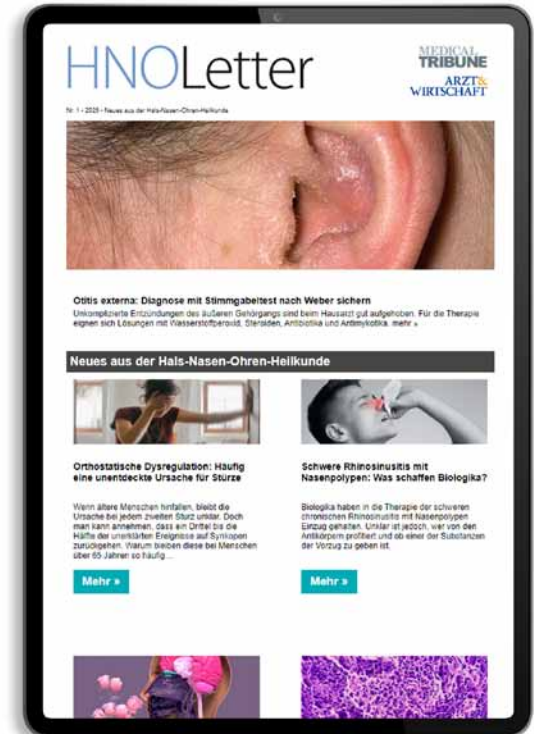 HNOLetter
MEDICAL
TRIBUNE
ARZT&
WIRTSCHAFT
Nr. 1 - 2025 - Neues aus der Hals-Nasen-Ohren-Heilkunde
Otitis externa: Diagnose mit Stimmgabeltest nach Weber sichern
Unkomplizierte Entzündungen des äußeren Gehörgangs sind beim Hausarzt gut aufgehoben. Für die Therapie
eignen sich Lösungen mit Wasserstoffperoxid, Steroiden, Antibiotika und Antimykotika. mehr »
Neues aus der Hals-Nasen-Ohren-Heilkunde
Orthostatische Dysregulation: Häufig
eine unentdeckte Ursache für Stürze
Wenn ältere Menschen hinfallen, bleibt die
Ursache bei jedem zweiten Sturz unklar. Doch
man kann annehmen, dass ein Drittel bis die
Hälfte der unerklärten Ereignisse auf Synkopen
zurückgehen. Warum bleiben diese bei Menschen
über 65 Jahren so häufig ...
Mehr »
Schwere Rhinosinusitis mit
Nasenpolypen: Was schaffen Biologika?
Biologika haben in die Therapie der schweren
chronischen Rhinosinusitis mit Nasenpolypen
Einzug gehalten. Unklar ist jedoch, wer von den
Antikörpern profitiert und ob einer der Substanzen
der Vorzug zu geben ist.
Mehr »